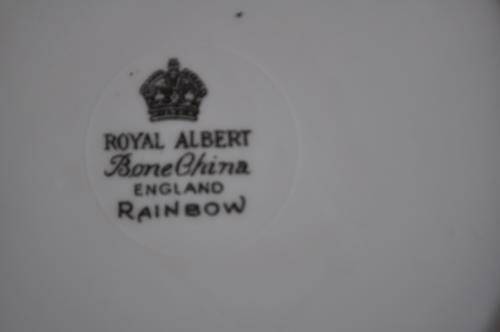 ROYAL ALBERT
Bone China
ENGLAND
RAINBOW